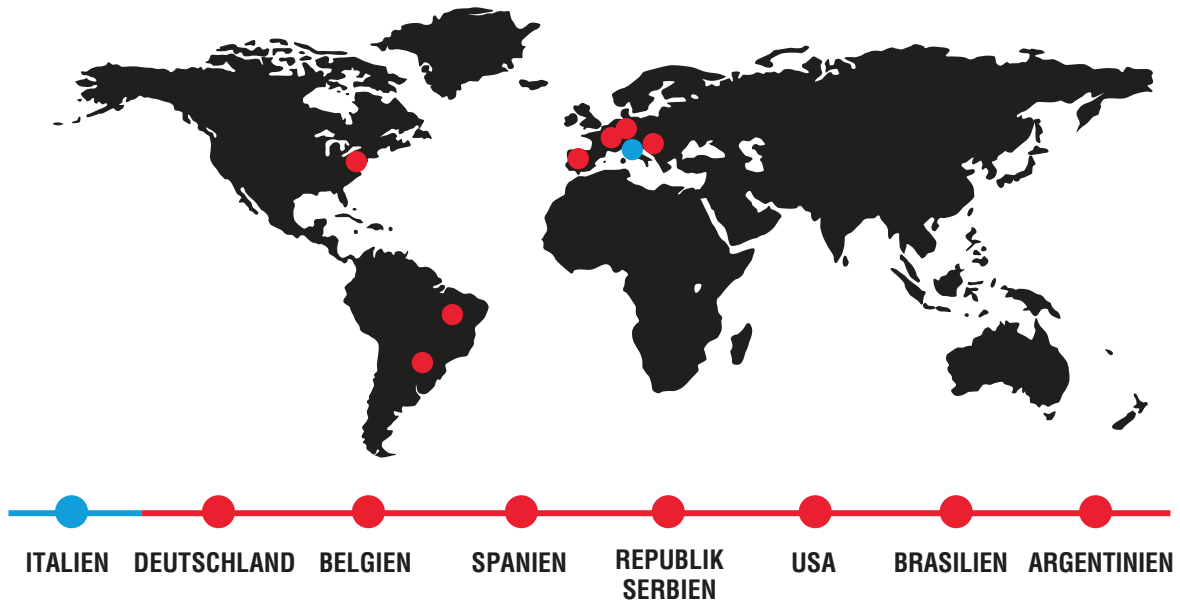 ITALIEN
DEUTSCHLAND
BELGIEN
SPANIEN
REPUBLIK
SERBIEN
USA
BRASILIEN
ARGENTINIEN